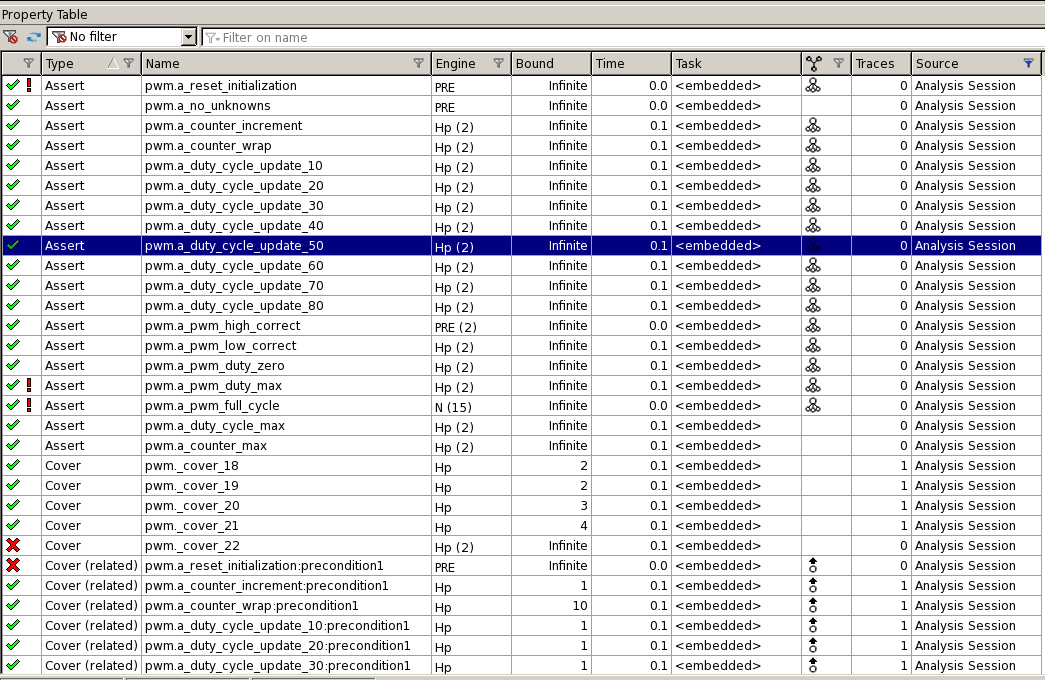 Property Table
No filter Filter on name
Type Name Engine Bound Time Task Traces Source
Assert pwm.a_reset_initialization PRE Infinite 0.0 <embedded> 0 Analysis Session
Assert pwm.a_no_unknowns PRE Infinite 0.0 <embedded> 0 Analysis Session
Assert pwm.a_counter_increment Hp (2) Infinite 0.1 <embedded> 0 Analysis Session
Assert pwm.a_counter_wrap Hp (2) Infinite 0.1 <embedded> 0 Analysis Session
Assert pwm.a_duty_cycle_update_10 Hp (2) Infinite 0.1 <embedded> 0 Analysis Session
Assert pwm.a_duty_cycle_update_20 Hp (2) Infinite 0.1 <embedded> 0 Analysis Session
Assert pwm.a_duty_cycle_update_30 Hp (2) Infinite 0.1 <embedded> 0 Analysis Session
Assert pwm.a_duty_cycle_update_40 Hp (2) Infinite 0.1 <embedded> 0 Analysis Session
Assert pwm.a_duty_cycle_update_50 Hp (2) Infinite 0.1 <embedded> 0 Analysis Session
Assert pwm.a_duty_cycle_update_60 Hp (2) Infinite 0.1 <embedded> 0 Analysis Session
Assert pwm.a_duty_cycle_update_70 Hp (2) Infinite 0.1 <embedded> 0 Analysis Session
Assert pwm.a_duty_cycle_update_80 Hp (2) Infinite 0.1 <embedded> 0 Analysis Session
Assert pwm.a_pwm_high_correct PRE (2) Infinite 0.0 <embedded> 0 Analysis Session
Assert pwm.a_pwm_low_correct Hp (2) Infinite 0.1 <embedded> 0 Analysis Session
Assert pwm.a_pwm_duty_zero Hp (2) Infinite 0.1 <embedded> 0 Analysis Session
Assert pwm.a_pwm_duty_max Hp (2) Infinite 0.1 <embedded> 0 Analysis Session
Assert pwm.a_pwm_full_cycle N (15) Infinite 0.0 <embedded> 0 Analysis Session
Assert pwm.a_duty_cycle_max Hp (2) Infinite 0.1 <embedded> 0 Analysis Session
Assert pwm.a_counter_max Hp (2) Infinite 0.1 <embedded> 0 Analysis Session
Cover pwm._cover_18 Hp 2 0.1 <embedded> 1 Analysis Session
Cover pwm._cover_19 Hp 2 0.1 <embedded> 1 Analysis Session
Cover pwm._cover_20 Hp 3 0.1 <embedded> 1 Analysis Session
Cover pwm._cover_21 Hp 4 0.1 <embedded> 1 Analysis Session
Cover pwm._cover_22 Hp (2) Infinite 0.1 <embedded> 0 Analysis Session
Cover (related) pwm.a_reset_initialization:precondition1 PRE Infinite 0.0 <embedded> 0 Analysis Session
Cover (related) pwm.a_counter_increment:precondition1 Hp 1 0.1 <embedded> 1 Analysis Session
Cover (related) pwm.a_counter_wrap:precondition1 Hp 10 0.1 <embedded> 1 Analysis Session
Cover (related) pwm.a_duty_cycle_update_10:precondition1 Hp 1 0.1 <embedded> 1 Analysis Session
Cover (related) pwm.a_duty_cycle_update_20:precondition1 Hp 1 0.1 <embedded> 1 Analysis Session
Cover (related) pwm.a_duty_cycle_update_30:precondition1 Hp 1 0.1 <embedded> 1 Analysis Session